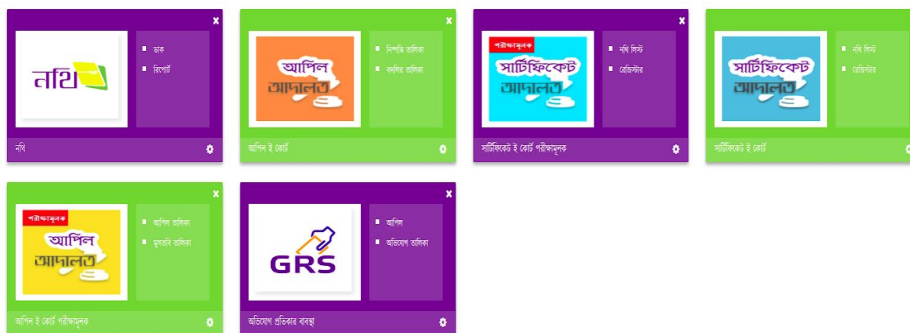 নথি
ডাক
রিপোর্ট
নথি
আপিল
আদালত
নিষ্পত্তি তালিকা
আপিল ই কোর্ট
পরীক্ষামূলক
সার্টিফিকেট
আদালত
নথি লিস্ট
রেজিস্টার
সার্টিফিকেট ই কোর্ট পরীক্ষামূলক
সার্টিফিকেট
আদালত
নথি লিস্ট
রেজিস্টার
সার্টিফিকেট ই কোর্ট
পরীক্ষামূলক
আপিল
আদালত
আপিল তালিকা
মুলতবি তালিকা
আপিল ই কোর্ট পরীক্ষামূলক
GRS
আপিল
অভিযোগ তালিকা
অভিযোগ প্রতিকার ব্যবস্থা